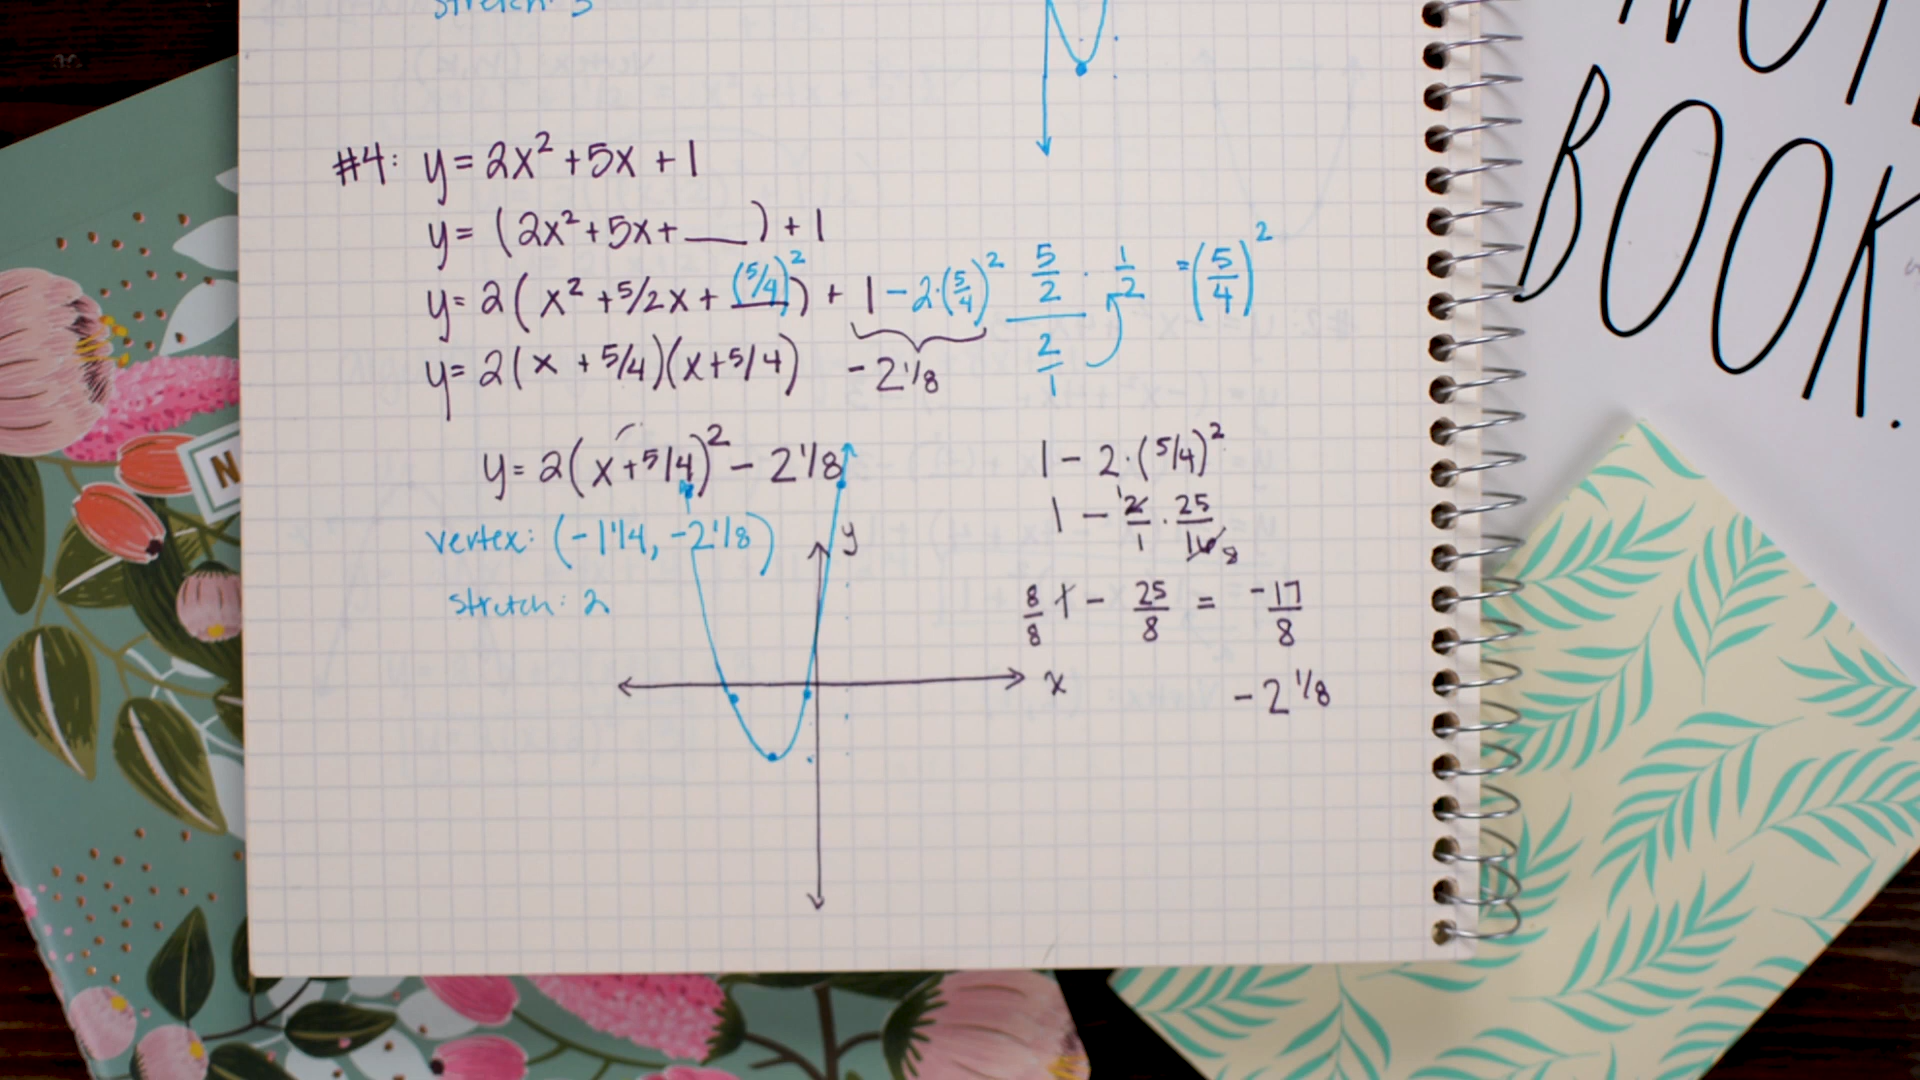 stretch: 3
#4: y = 2x² + 5x + 1
y = (2x² + 5x + ___ ) + 1
y = 2( x² + 5/2x + (5/4)² ) + 1 - 2·(5/4)²
5/2 · 1/2 = (5/4)²
2/1
y = 2( x + 5/4)(x + 5/4) - 2 1/8
y = 2( x + 5/4)² - 2 1/8
vertex: (-1 1/4, -2 1/8)
stretch: 2
y
x
1 - 2·(5/4)²
1 - 2/1 · 25/16 1 8
8/8 1 - 25/8 = -17/8
-2 1/8
BOOK.
N